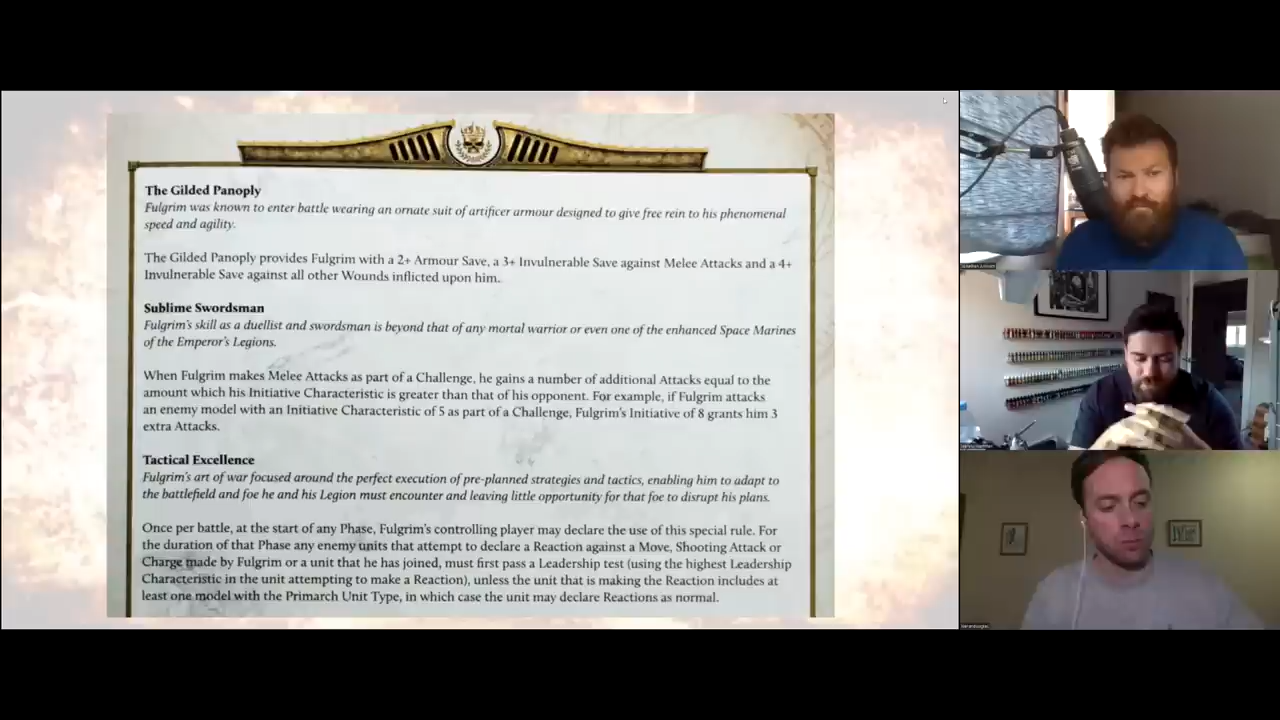 The Gilded Panoply
Fulgrim was known to enter battle wearing an ornate suit of artificer armour designed to give free rein to his phenomenal
speed and agility.
The Gilded Panoply provides Fulgrim with a 2+ Armour Save, a 3+ Invulnerable Save against Melee Attacks and a 4+
Invulnerable Save against all other Wounds inflicted upon him.
Sublime Swordsman
Fulgrim's skill as a duellist and swordsman is beyond that of any mortal warrior or even one of the enhanced Space Marines
of the Emperor's Legions.
When Fulgrim makes Melee Attacks as part of a Challenge, he gains a number of additional Attacks equal to the
amount which his Initiative Characteristic is greater than that of his opponent. For example, if Fulgrim attacks
an enemy model with an Initiative Characteristic of 5 as part of a Challenge, Fulgrim's Initiative of 8 grants him 3
extra Attacks.
Tactical Excellence
Fulgrim's art of war focused around the perfect execution of pre-planned strategies and tactics, enabling him to adapt to
the battlefield and foe he and his Legion must encounter and leaving little opportunity for that foe to disrupt his plans.
Once per battle, at the start of any Phase, Fulgrim's controlling player may declare the use of this special rule. For
the duration of that Phase any enemy units that attempt to declare a Reaction against a Move, Shooting Attack or
Charge made by Fulgrim or a unit that he has joined, must first pass a Leadership test (using the highest Leadership
Characteristic in the unit attempting to make a Reaction), unless the unit that is making the Reaction includes at
least one model with the Primarch Unit Type, in which case the unit may declare Reactions as normal.